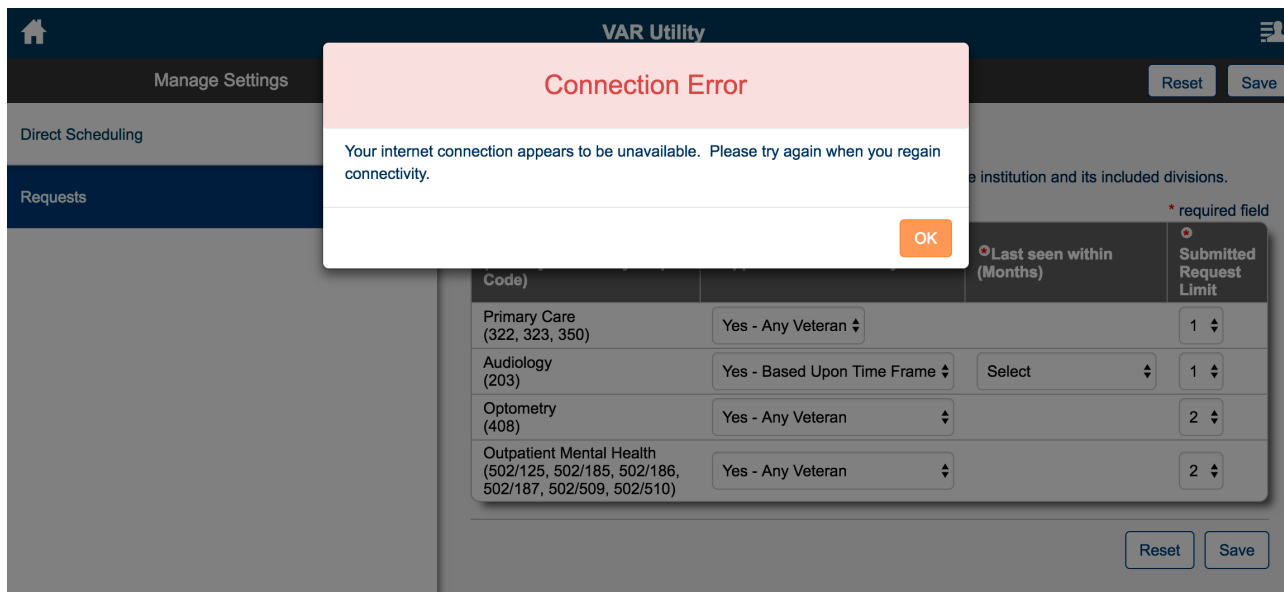 VAR Utility
Manage Settings
Reset
Save
Connection Error
Direct Scheduling
Your internet connection appears to be unavailable. Please try again when you regain
connectivity.
e institution and its included divisions.
Requests
* required field
OK
Code)
*Last seen within
(Months)
*
Submitted
Request
Limit
Primary Care
(322, 323, 350)
Yes - Any Veteran
1
Audiology
(203)
Yes - Based Upon Time Frame
Select
1
Optometry
(408)
Yes - Any Veteran
2
Outpatient Mental Health
(502/125, 502/185, 502/186,
502/187, 502/509, 502/510)
Yes - Any Veteran
2
Reset
Save